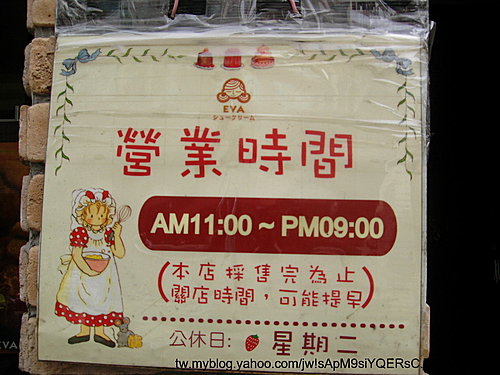 EVA
シュークリーム
營業時間
AM11:00 ~ PM09:00
(本店採售完為止
關店時間，可能提早)
公休日: 星期二
tw.myblog.yahoo.com/jwIsApM9siYQERsC